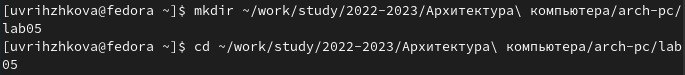 [uvrihzhkova@fedora ~]$ mkdir ~/work/study/2022-2023/Архитектура\ компьютера/arch-pc/
lab05
[uvrihzhkova@fedora ~]$ cd ~/work/study/2022-2023/Архитектура\ компьютера/arch-pc/lab
05